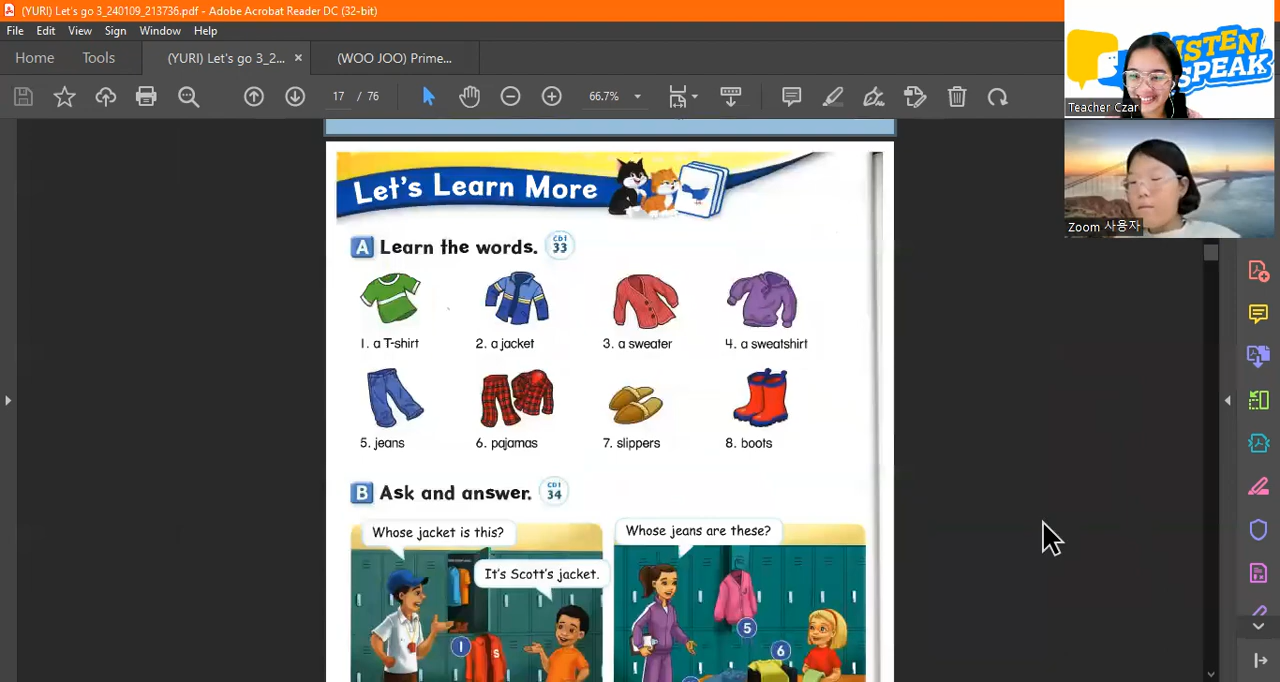 (YURI) Let's go 3_240109_213736.pdf - Adobe Acrobat Reader DC (32-bit)
File Edit View Sign Window Help
Home Tools (YURI) Let's go 3_2... × (WOO JOO) Prime...
17 / 76 66.7%
LISTEN
SPEAK
Teacher Czar
Zoom 사용자
Let's Learn More
A Learn the words. CD1 33
1. a T-shirt 2. a jacket 3. a sweater 4. a sweatshirt
5. jeans 6. pajamas 7. slippers 8. boots
B Ask and answer. CD1 34
Whose jacket is this? Whose jeans are these?
It's Scott's jacket.
1 S 5 6